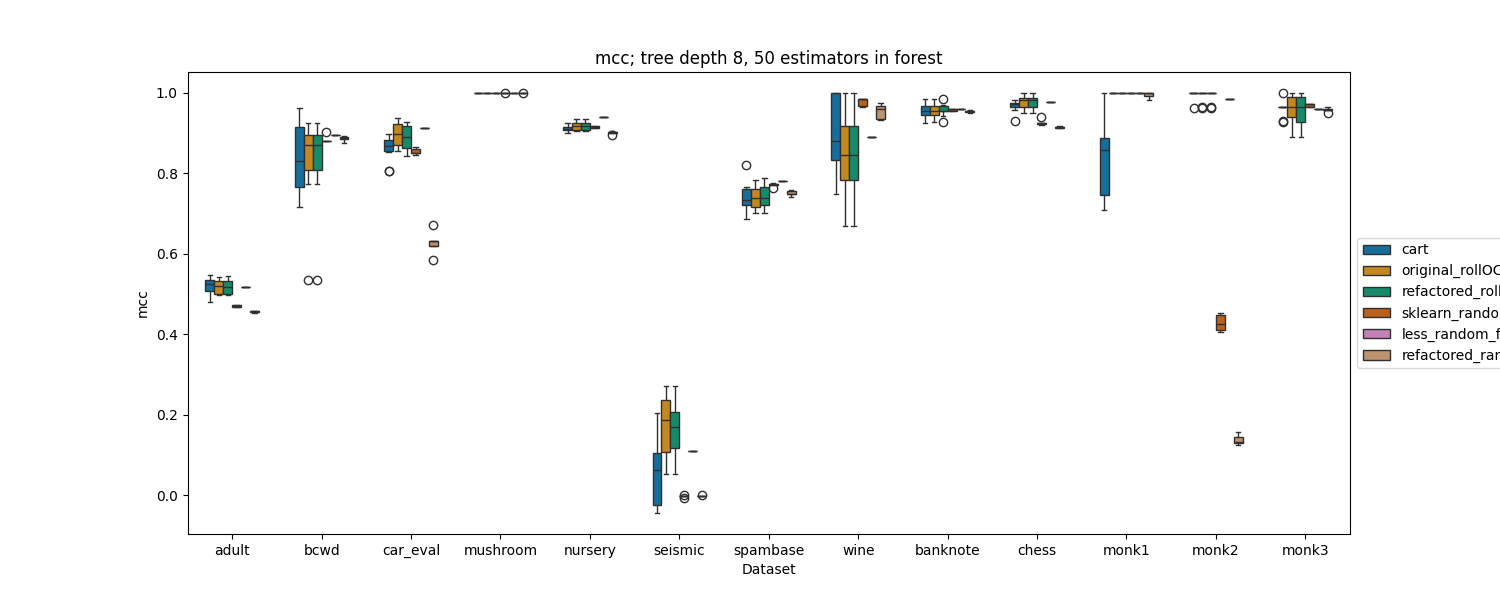 mcc; tree depth 8, 50 estimators in forest
1.0
0.8
0.6
0.4
0.2
0.0
mcc
adult bcwd car_eval mushroom nursery seismic spambase wine banknote chess monk1 monk2 monk3
Dataset
cart
original_rollOC
refactored_roll
sklearn_rando
less_random_f
refactored_rar